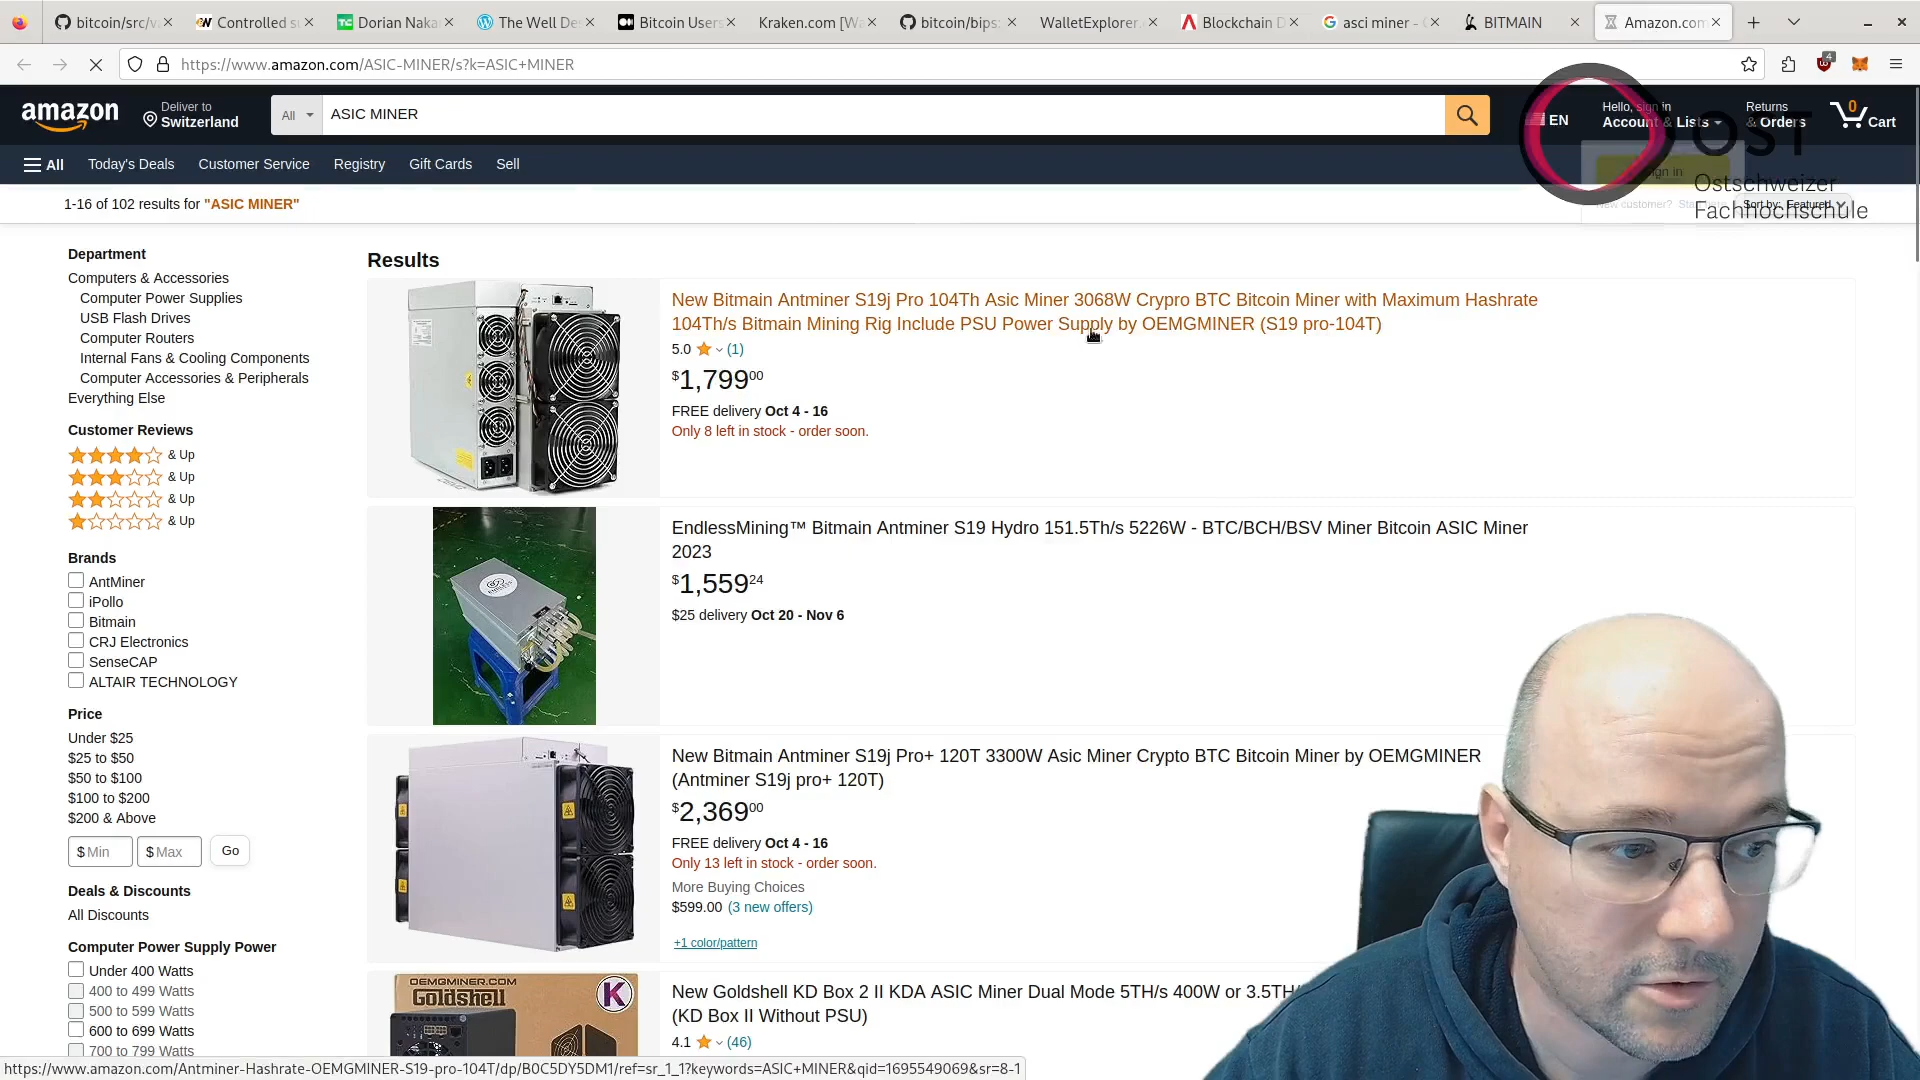 bitcoin/src/v
Controlled s
Dorian Naka
The Well De
Bitcoin Users
Kraken.com [Wa
bitcoin/bips:
WalletExplorer.
Blockchain D
asci miner - G
BITMAIN
Amazon.com
https://www.amazon.com/ASIC-MINER/s?k=ASIC+MINER
4
amazon
Deliver to
Switzerland
All
ASIC MINER
EN
Hello, sign in
Account & Lists
Returns
& Orders
0
Cart
OST
Ostschweizer
Fachhochschule
All
Today's Deals
Customer Service
Registry
Gift Cards
Sell
Sign in
New customer?
1-16 of 102 results for "ASIC MINER"
Sort by: Featured
Department
Computers & Accessories
Computer Power Supplies
USB Flash Drives
Computer Routers
Internal Fans & Cooling Components
Computer Accessories & Peripherals
Everything Else
Customer Reviews
& Up
& Up
& Up
& Up
Brands
AntMiner
iPollo
Bitmain
CRJ Electronics
SenseCAP
ALTAIR TECHNOLOGY
Price
Under $25
$25 to $50
$50 to $100
$100 to $200
$200 & Above
$ Min
$ Max
Go
Deals & Discounts
All Discounts
Computer Power Supply Power
Under 400 Watts
400 to 499 Watts
500 to 599 Watts
600 to 699 Watts
700 to 799 Watts
Results
New Bitmain Antminer S19j Pro 104Th Asic Miner 3068W Crypro BTC Bitcoin Miner with Maximum Hashrate
104Th/s Bitmain Mining Rig Include PSU Power Supply by OEMGMINER (S19 pro-104T)
5.0 (1)
$1,799.00
FREE delivery Oct 4 - 16
Only 8 left in stock - order soon.
EndlessMining™ Bitmain Antminer S19 Hydro 151.5Th/s 5226W - BTC/BCH/BSV Miner Bitcoin ASIC Miner
2023
$1,559.24
$25 delivery Oct 20 - Nov 6
New Bitmain Antminer S19j Pro+ 120T 3300W Asic Miner Crypto BTC Bitcoin Miner by OEMGMINER
(Antminer S19j pro+ 120T)
$2,369.00
FREE delivery Oct 4 - 16
Only 13 left in stock - order soon.
More Buying Choices
$599.00 (3 new offers)
+1 color/pattern
OEMGMINER.COM
Goldshell
K
New Goldshell KD Box 2 II KDA ASIC Miner Dual Mode 5TH/s 400W or 3.5TH/
(KD Box II Without PSU)
4.1 (46)
https://www.amazon.com/Antminer-Hashrate-OEMGMINER-S19-pro-104T/dp/B0C5DY5DM1/ref=sr_1_1?keywords=ASIC+MINER&qid=1695549069&sr=8-1